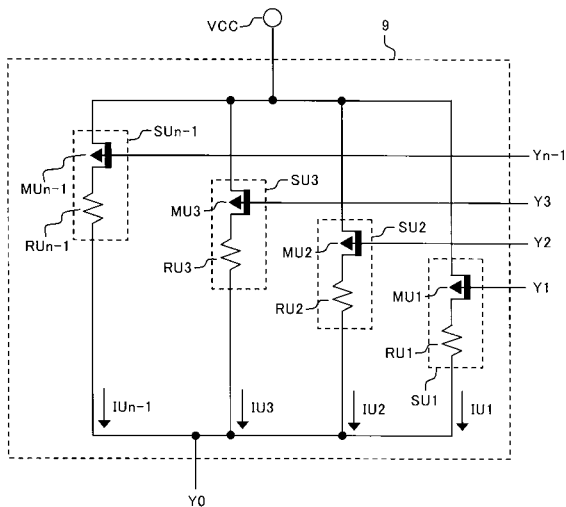 VCC
9
SUn-1
MUn-1
Yn-1
RUn-1
SU3
MU3
Y3
RU3
SU2
MU2
Y2
RU2
MU1
Y1
RU1
SU1
IUn-1
IU3
IU2
IU1
Y0